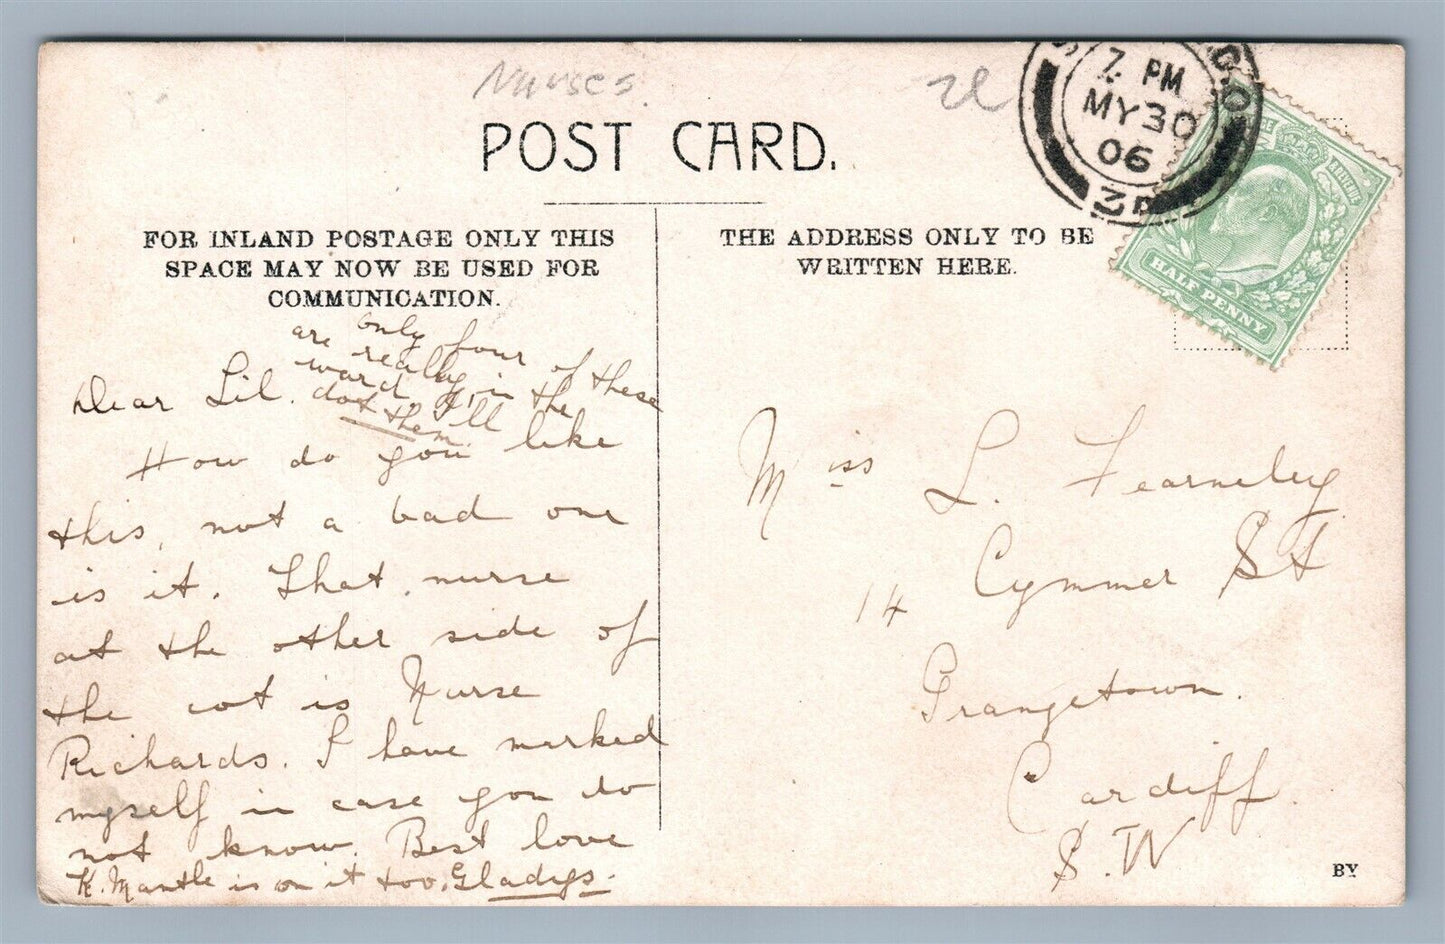 Nurses
POST CARD.
7 PM
MY 30
06
FOR INLAND POSTAGE ONLY THIS
SPACE MAY NOW BE USED FOR
COMMUNICATION.
THE ADDRESS ONLY TO BE
WRITTEN HERE.
HALF PENNY
only four of these
are really in the
ward I'll
dot them.
Dear Lil.
How do you like
this, not a bad one
is it. That nurse
at the other side of
the cot is Nurse
Richards. I have marked
myself in case you do
not know. Best love
K. Mantle is on it too. Gladys.
Miss L. Fearneley
14 Cymmer St
Grangetown.
Cardiff.
S. W
BY